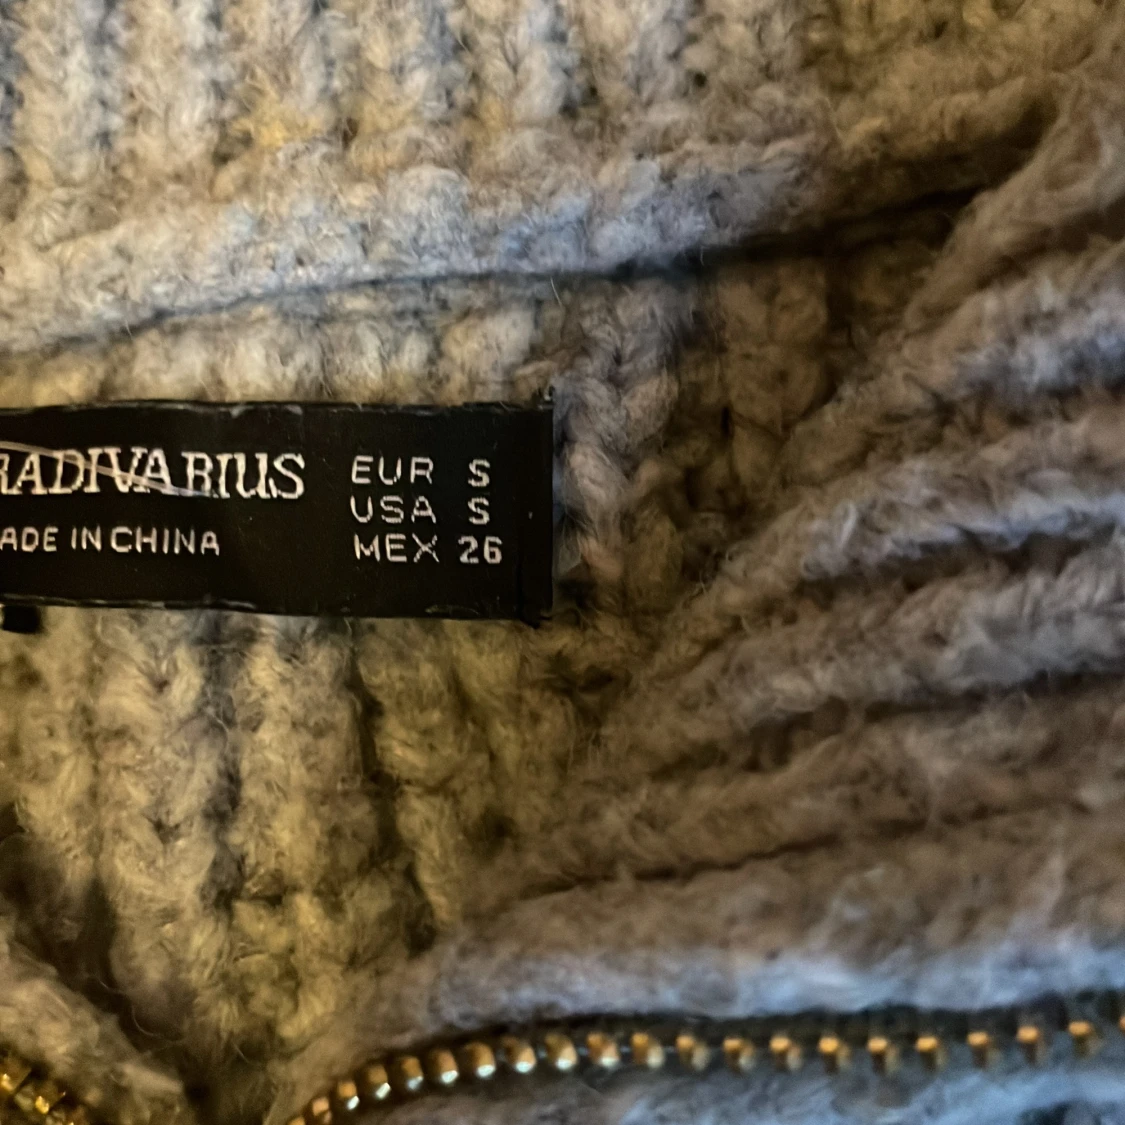 RADIVARIUS
ADE IN CHINA
EUR S
USA S
MEX 26